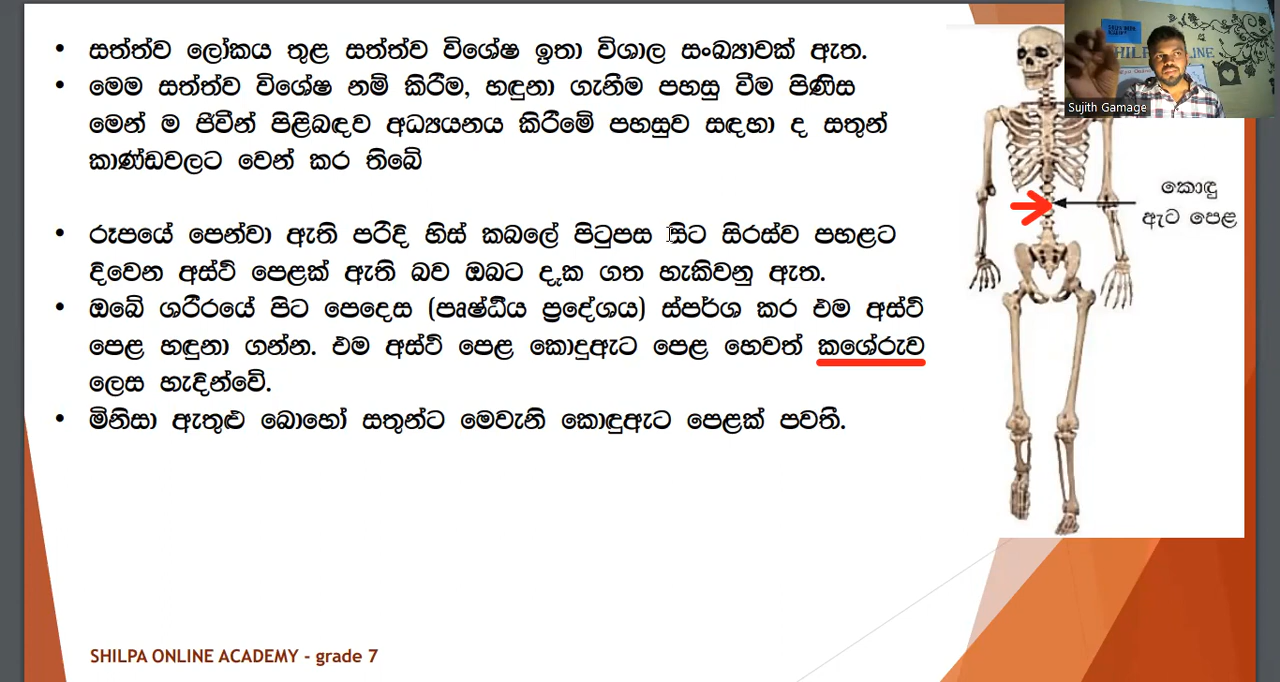 • සත්ත්ව ලෝකය තුළ සත්ත්ව විශේෂ ඉතා විශාල සංඛ්‍යාවක් ඇත.
• මෙම සත්ත්ව විශේෂ නම් කිරීම, හඳුනා ගැනීම පහසු වීම පිණිස
මෙන් ම ජීවීන් පිළිබඳව අධ්‍යයනය කිරීමේ පහසුව සඳහා ද සතුන්
කාණ්ඩවලට වෙන් කර තිබේ
• රූපයේ පෙන්වා ඇති පරිදි හිස් කබලේ පිටුපස සිට සිරස්ව පහළට
දිවෙන අස්ථි පෙළක් ඇති බව ඔබට දැක ගත හැකිවනු ඇත.
• ඔබේ ශරීරයේ පිට පෙදෙස (පෘෂ්ඨීය ප්‍රදේශය) ස්පර්ශ කර එම අස්ථි
පෙළ හඳුනා ගන්න. එම අස්ථි පෙළ කොඳුඇට පෙළ හෙවත් කශේරුව
ලෙස හැඳින්වේ.
• මිනිසා ඇතුළු බොහෝ සතුන්ට මෙවැනි කොඳුඇට පෙළක් පවතී.
කොඳු
ඇට පෙළ
Sujith Gamage
SHILPA ONLINE ACADEMY - grade 7